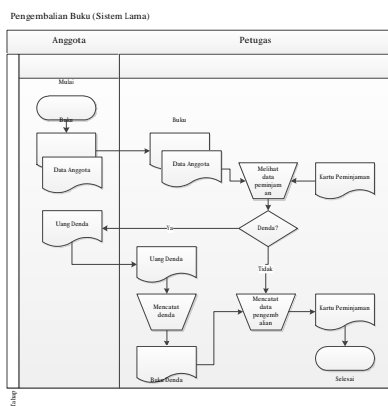 Pengembalian Buku (Sistem Lama)
Anggota
Petugas
Mulai
Buku
Buku
Data Anggota
Data Anggota
Melihat
data
peminjam
an
Kartu Peminjaman
Uang Denda
Ya
Denda?
Uang Denda
Tidak
Mencatat
denda
Mencatat
data
pengemb
alian
Kartu Peminjaman
Buku Denda
Selesai
Tahap